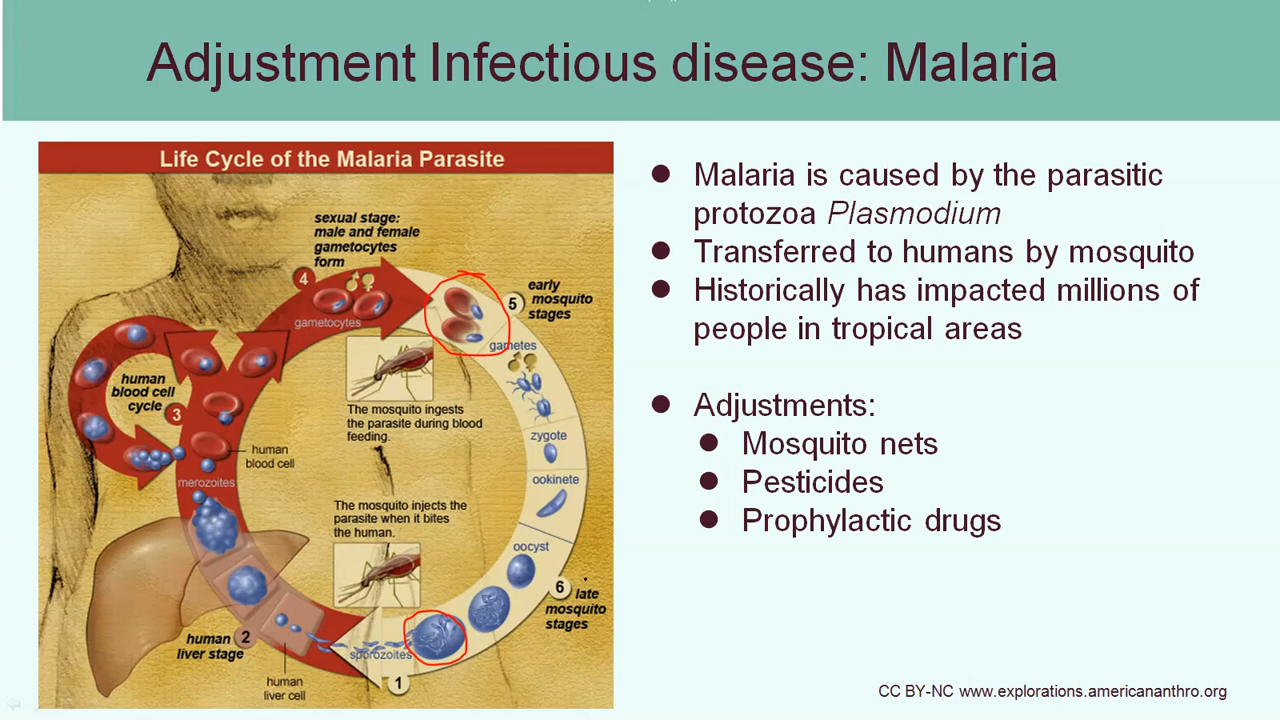 Adjustment Infectious disease: Malaria
Life Cycle of the Malaria Parasite
sexual stage:
male and female
gametocytes
form
4
gametocytes
5
early
mosquito
stages
gametes
human
blood cell
cycle
3
The mosquito ingests
the parasite during blood
feeding.
human
blood cell
zygote
ookinete
merozoites
The mosquito injects the
parasite when it bites
the human.
oocyst
6
late
mosquito
stages
human
liver stage
2
sporozoites
1
human
liver cell
● Malaria is caused by the parasitic
protozoa Plasmodium
● Transferred to humans by mosquito
● Historically has impacted millions of
people in tropical areas
● Adjustments:
● Mosquito nets
● Pesticides
● Prophylactic drugs
CC BY-NC www.explorations.americananthro.org